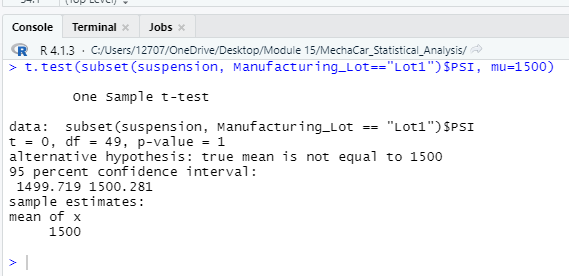 Console Terminal × Jobs ×
R 4.1.3 · C:/Users/12707/OneDrive/Desktop/Module 15/MechaCar_Statistical_Analysis/
> t.test(subset(suspension, Manufacturing_Lot=="Lot1")$PSI, mu=1500)
One Sample t-test
data:  subset(suspension, Manufacturing_Lot == "Lot1")$PSI
t = 0, df = 49, p-value = 1
alternative hypothesis: true mean is not equal to 1500
95 percent confidence interval:
1499.719 1500.281
sample estimates:
mean of x
1500
>